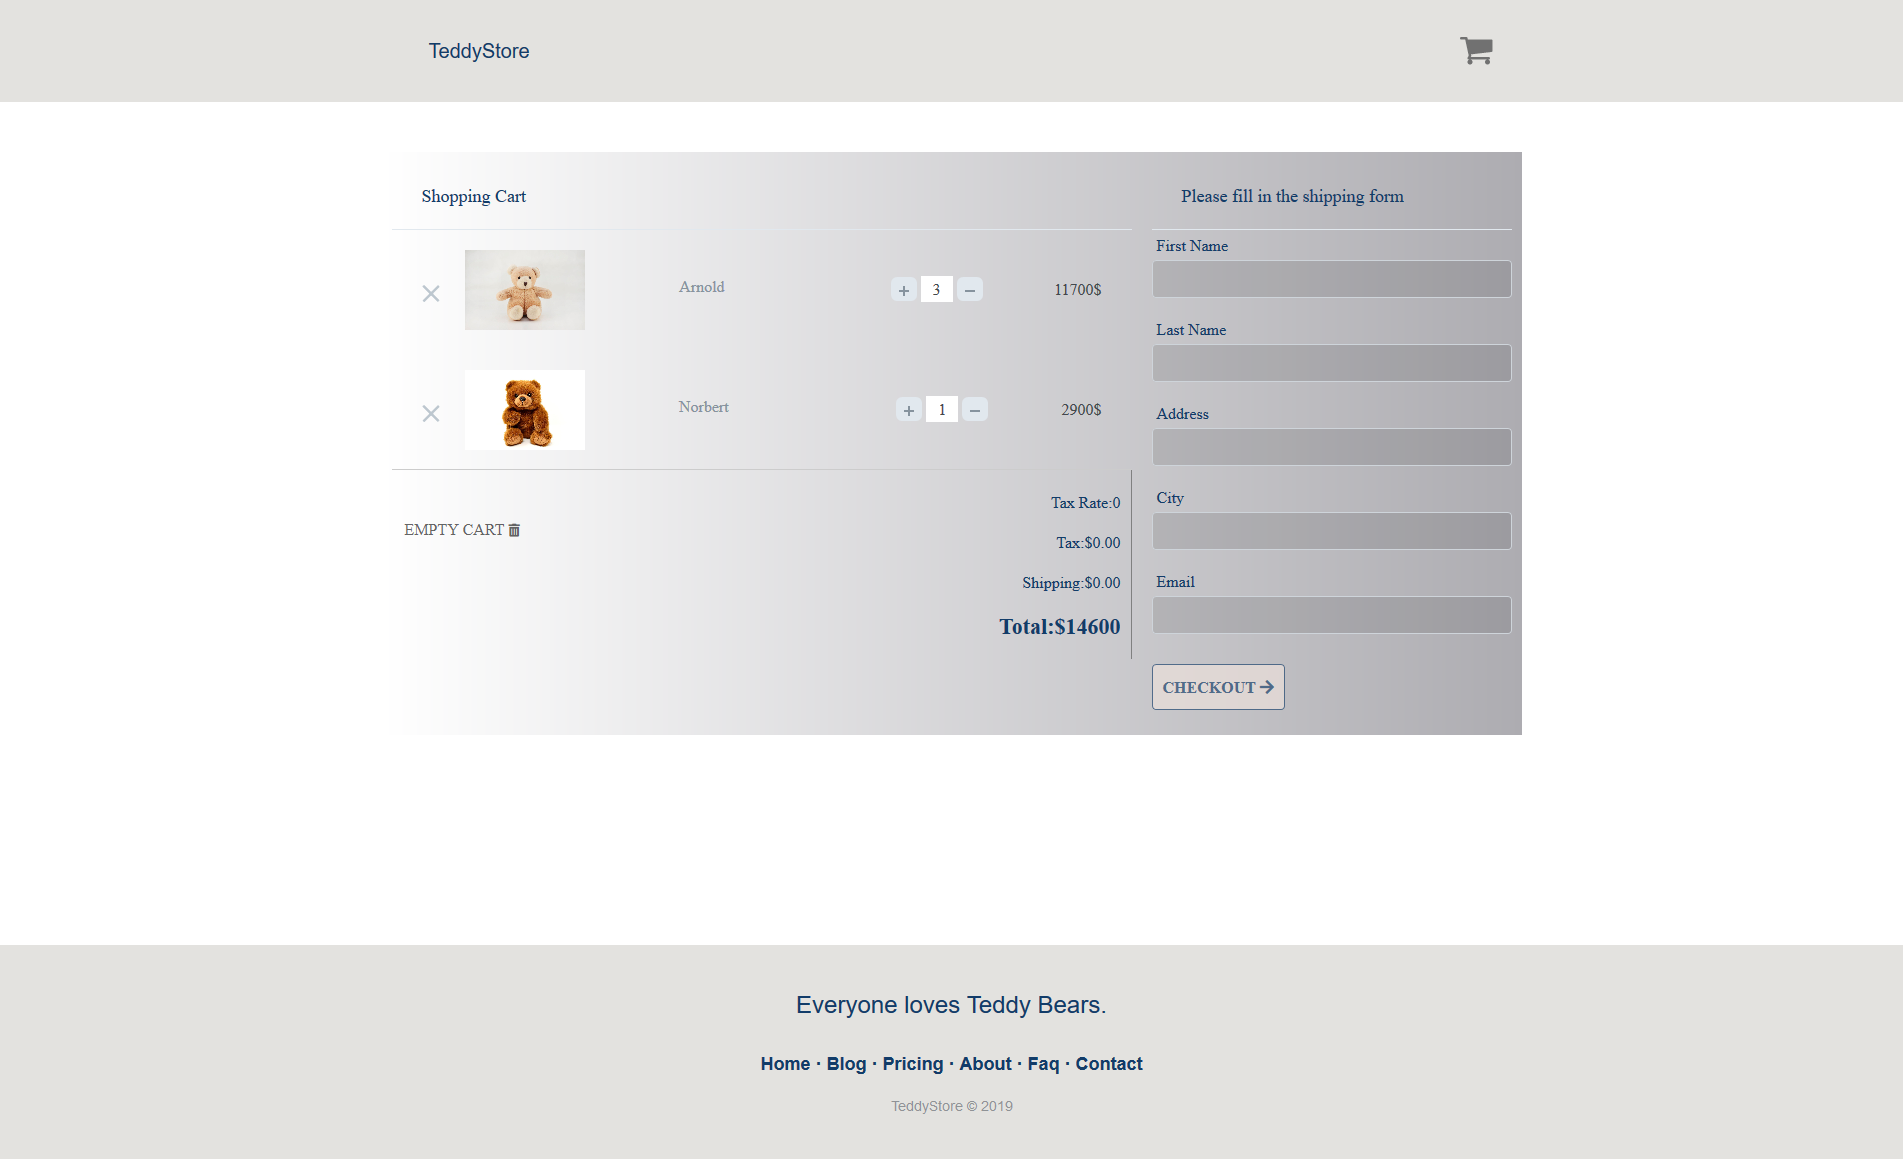 TeddyStore
Shopping Cart
Arnold
+ 3 − 11700$
Norbert
+ 1 − 2900$
EMPTY CART
Tax Rate:0
Tax:$0.00
Shipping:$0.00
Total:$14600
Please fill in the shipping form
First Name
Last Name
Address
City
Email
CHECKOUT
Everyone loves Teddy Bears.
Home · Blog · Pricing · About · Faq · Contact
TeddyStore © 2019